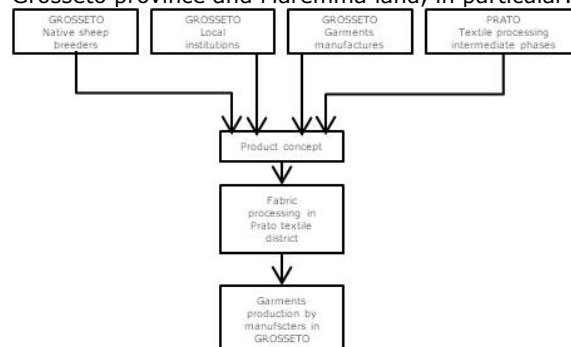 Grosseto province and Maremma land, in particular:
GROSSETO
Native sheep
breeders
GROSSETO
Local
institutions
GROSSETO
Garments
manufactures
PRATO
Textile processing
intermediate phases
Product concept
Fabric
processing in
Prato textile
district
Garments
production by
manufscters in
GROSSETO